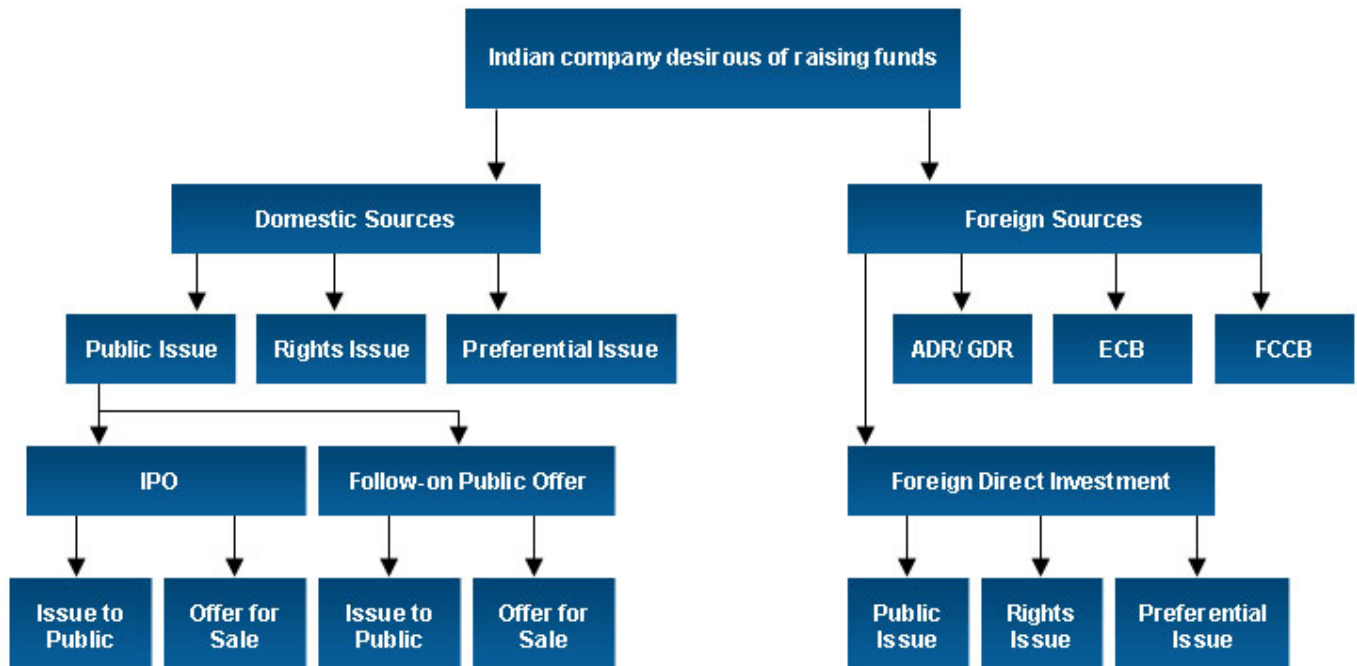 Indian company desirous of raising funds
Domestic Sources
Foreign Sources
Public Issue
Rights Issue
Preferential Issue
ADR/ GDR
ECB
FCCB
IPO
Follow-on Public Offer
Foreign Direct Investment
Issue to
Public
Offer for
Sale
Issue to
Public
Offer for
Sale
Public
Issue
Rights
Issue
Preferential
Issue